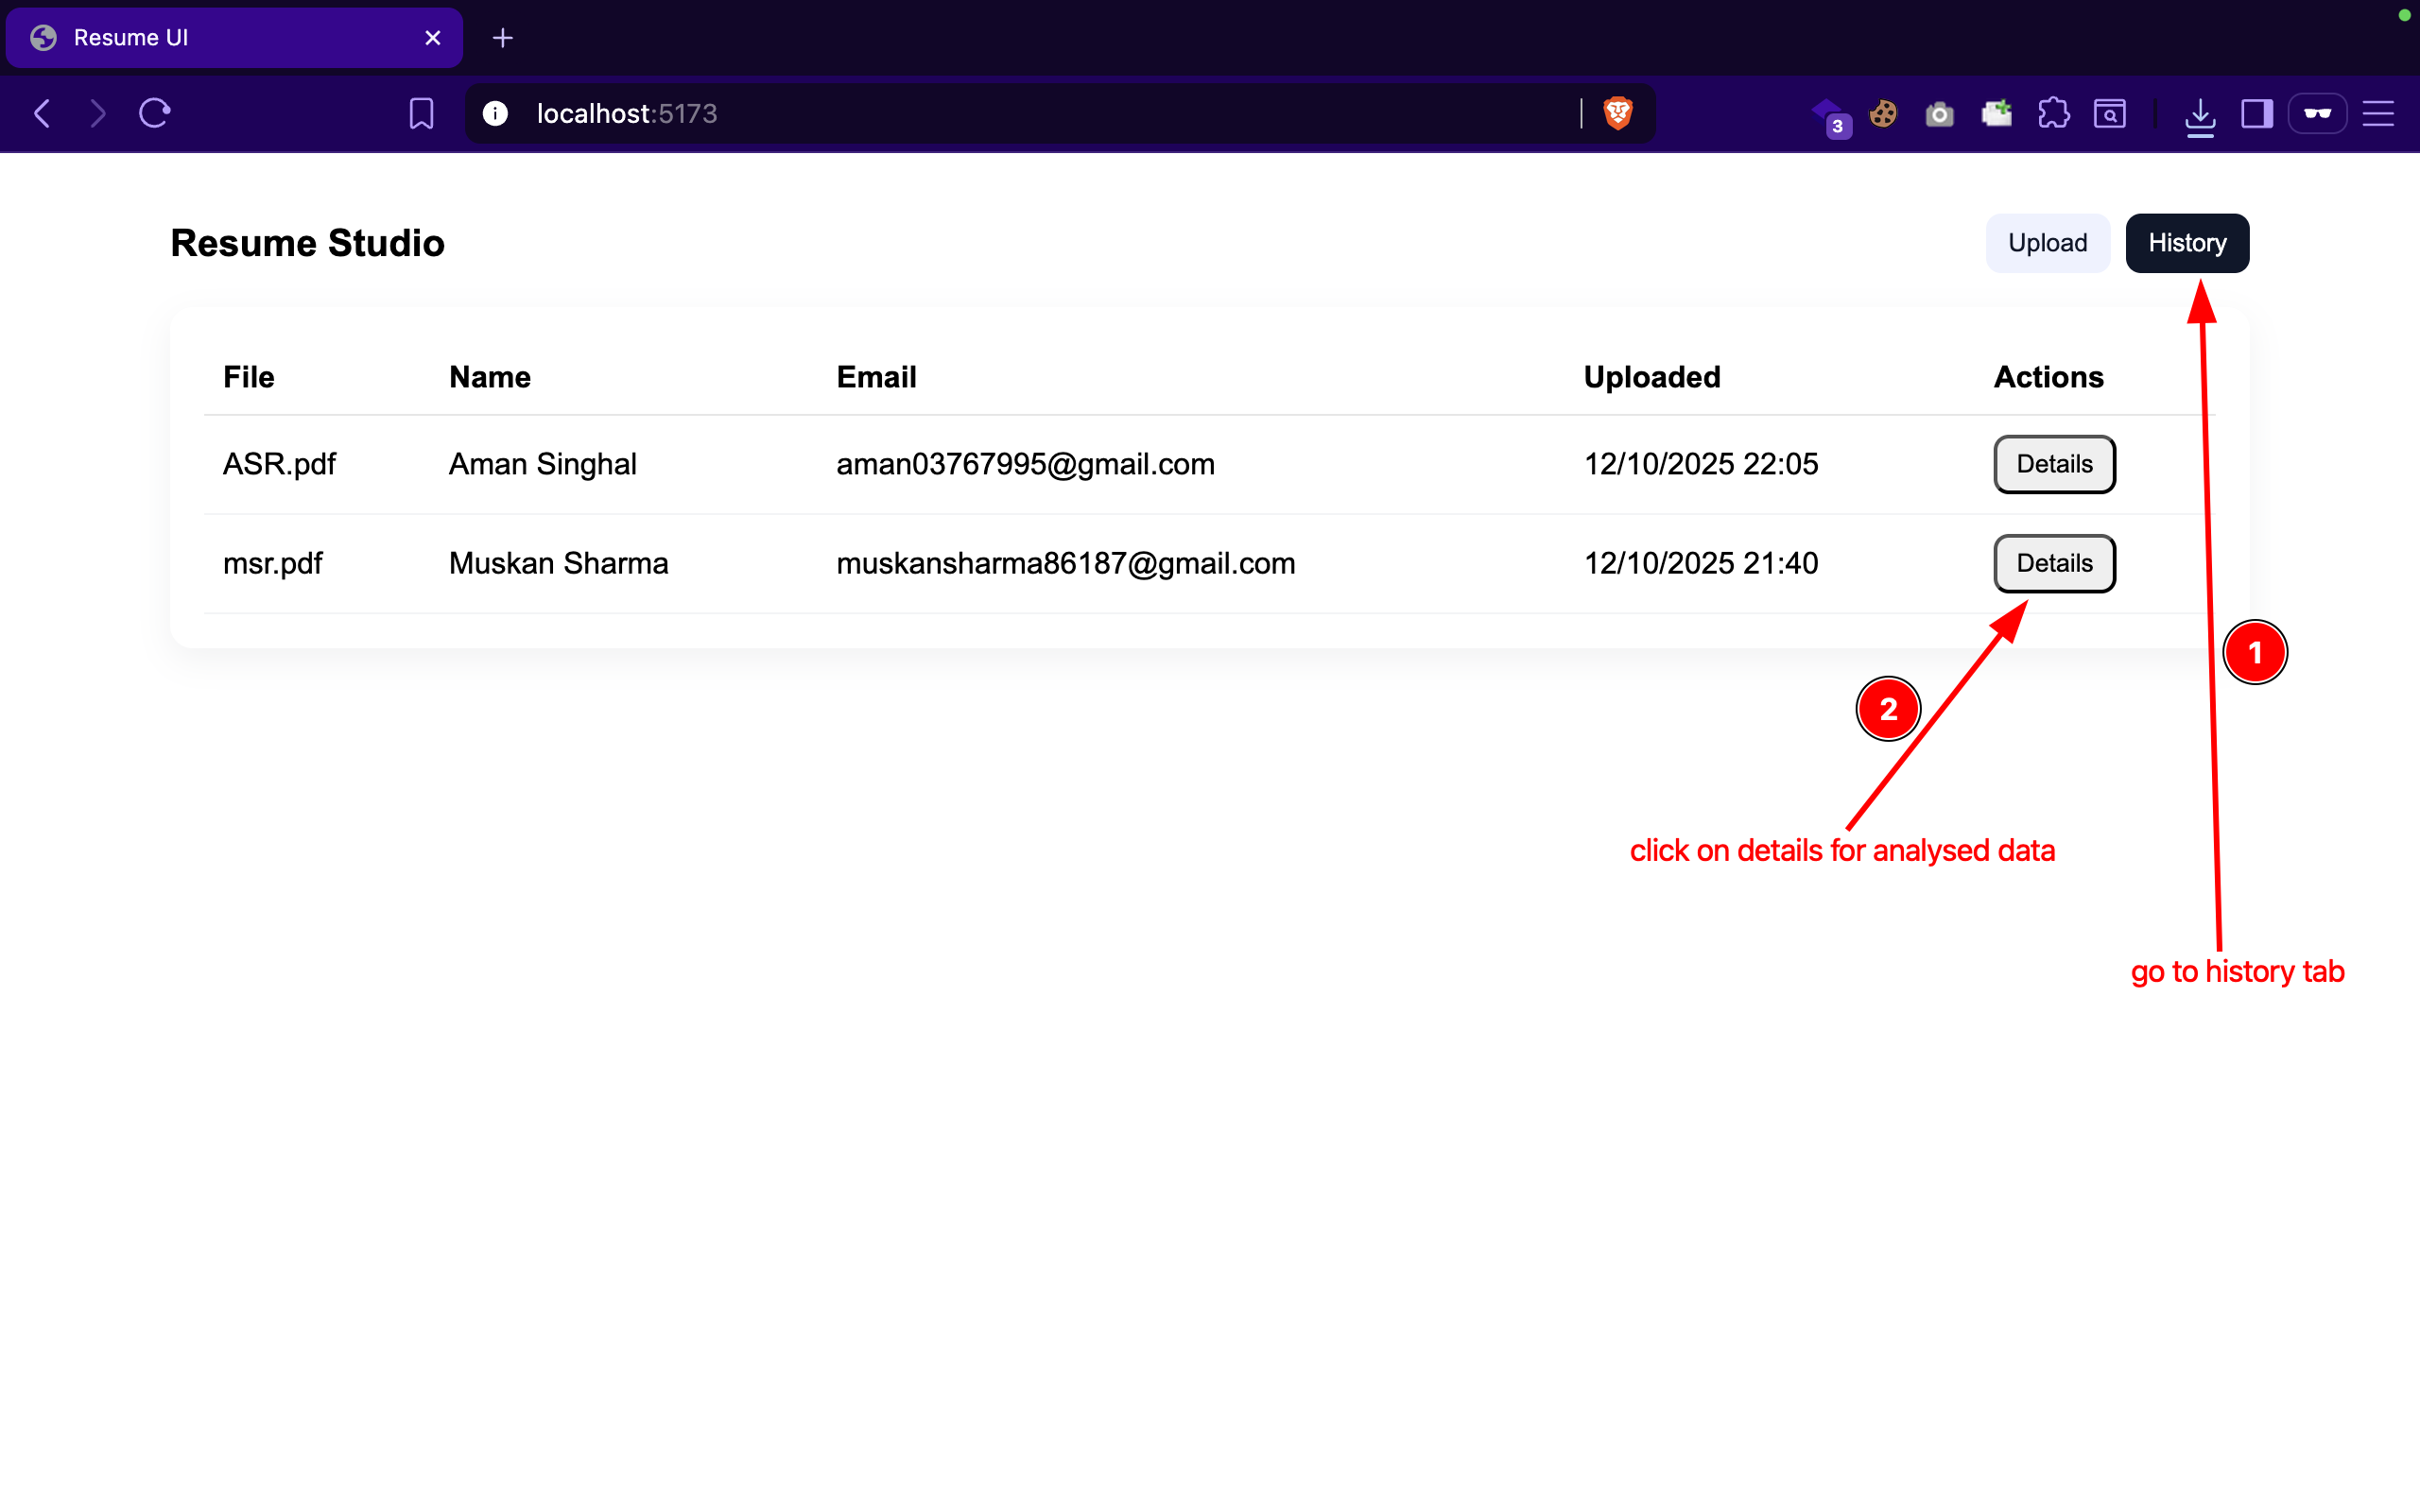 Resume UI
localhost:5173
3
Resume Studio
Upload History
File Name Email Uploaded Actions
ASR.pdf Aman Singhal aman03767995@gmail.com 12/10/2025 22:05 Details
msr.pdf Muskan Sharma muskansharma86187@gmail.com 12/10/2025 21:40 Details
1
2
click on details for analysed data
go to history tab